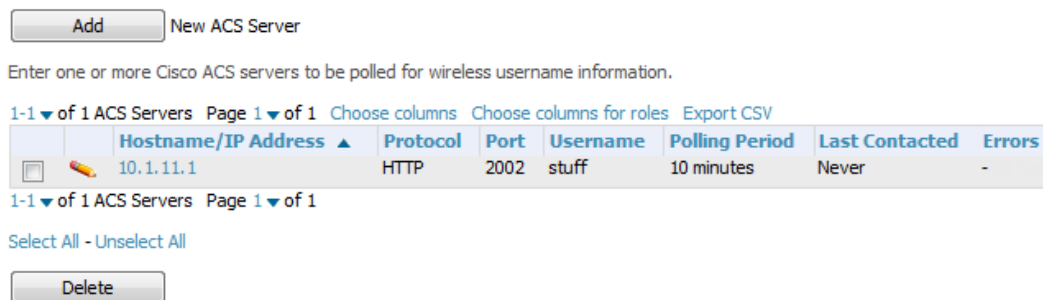 Add New ACS Server
Enter one or more Cisco ACS servers to be polled for wireless username information.
1-1 of 1 ACS Servers Page 1 of 1 Choose columns Choose columns for roles Export CSV
Hostname/IP Address Protocol Port Username Polling Period Last Contacted Errors
10.1.11.1 HTTP 2002 stuff 10 minutes Never -
1-1 of 1 ACS Servers Page 1 of 1
Select All - Unselect All
Delete